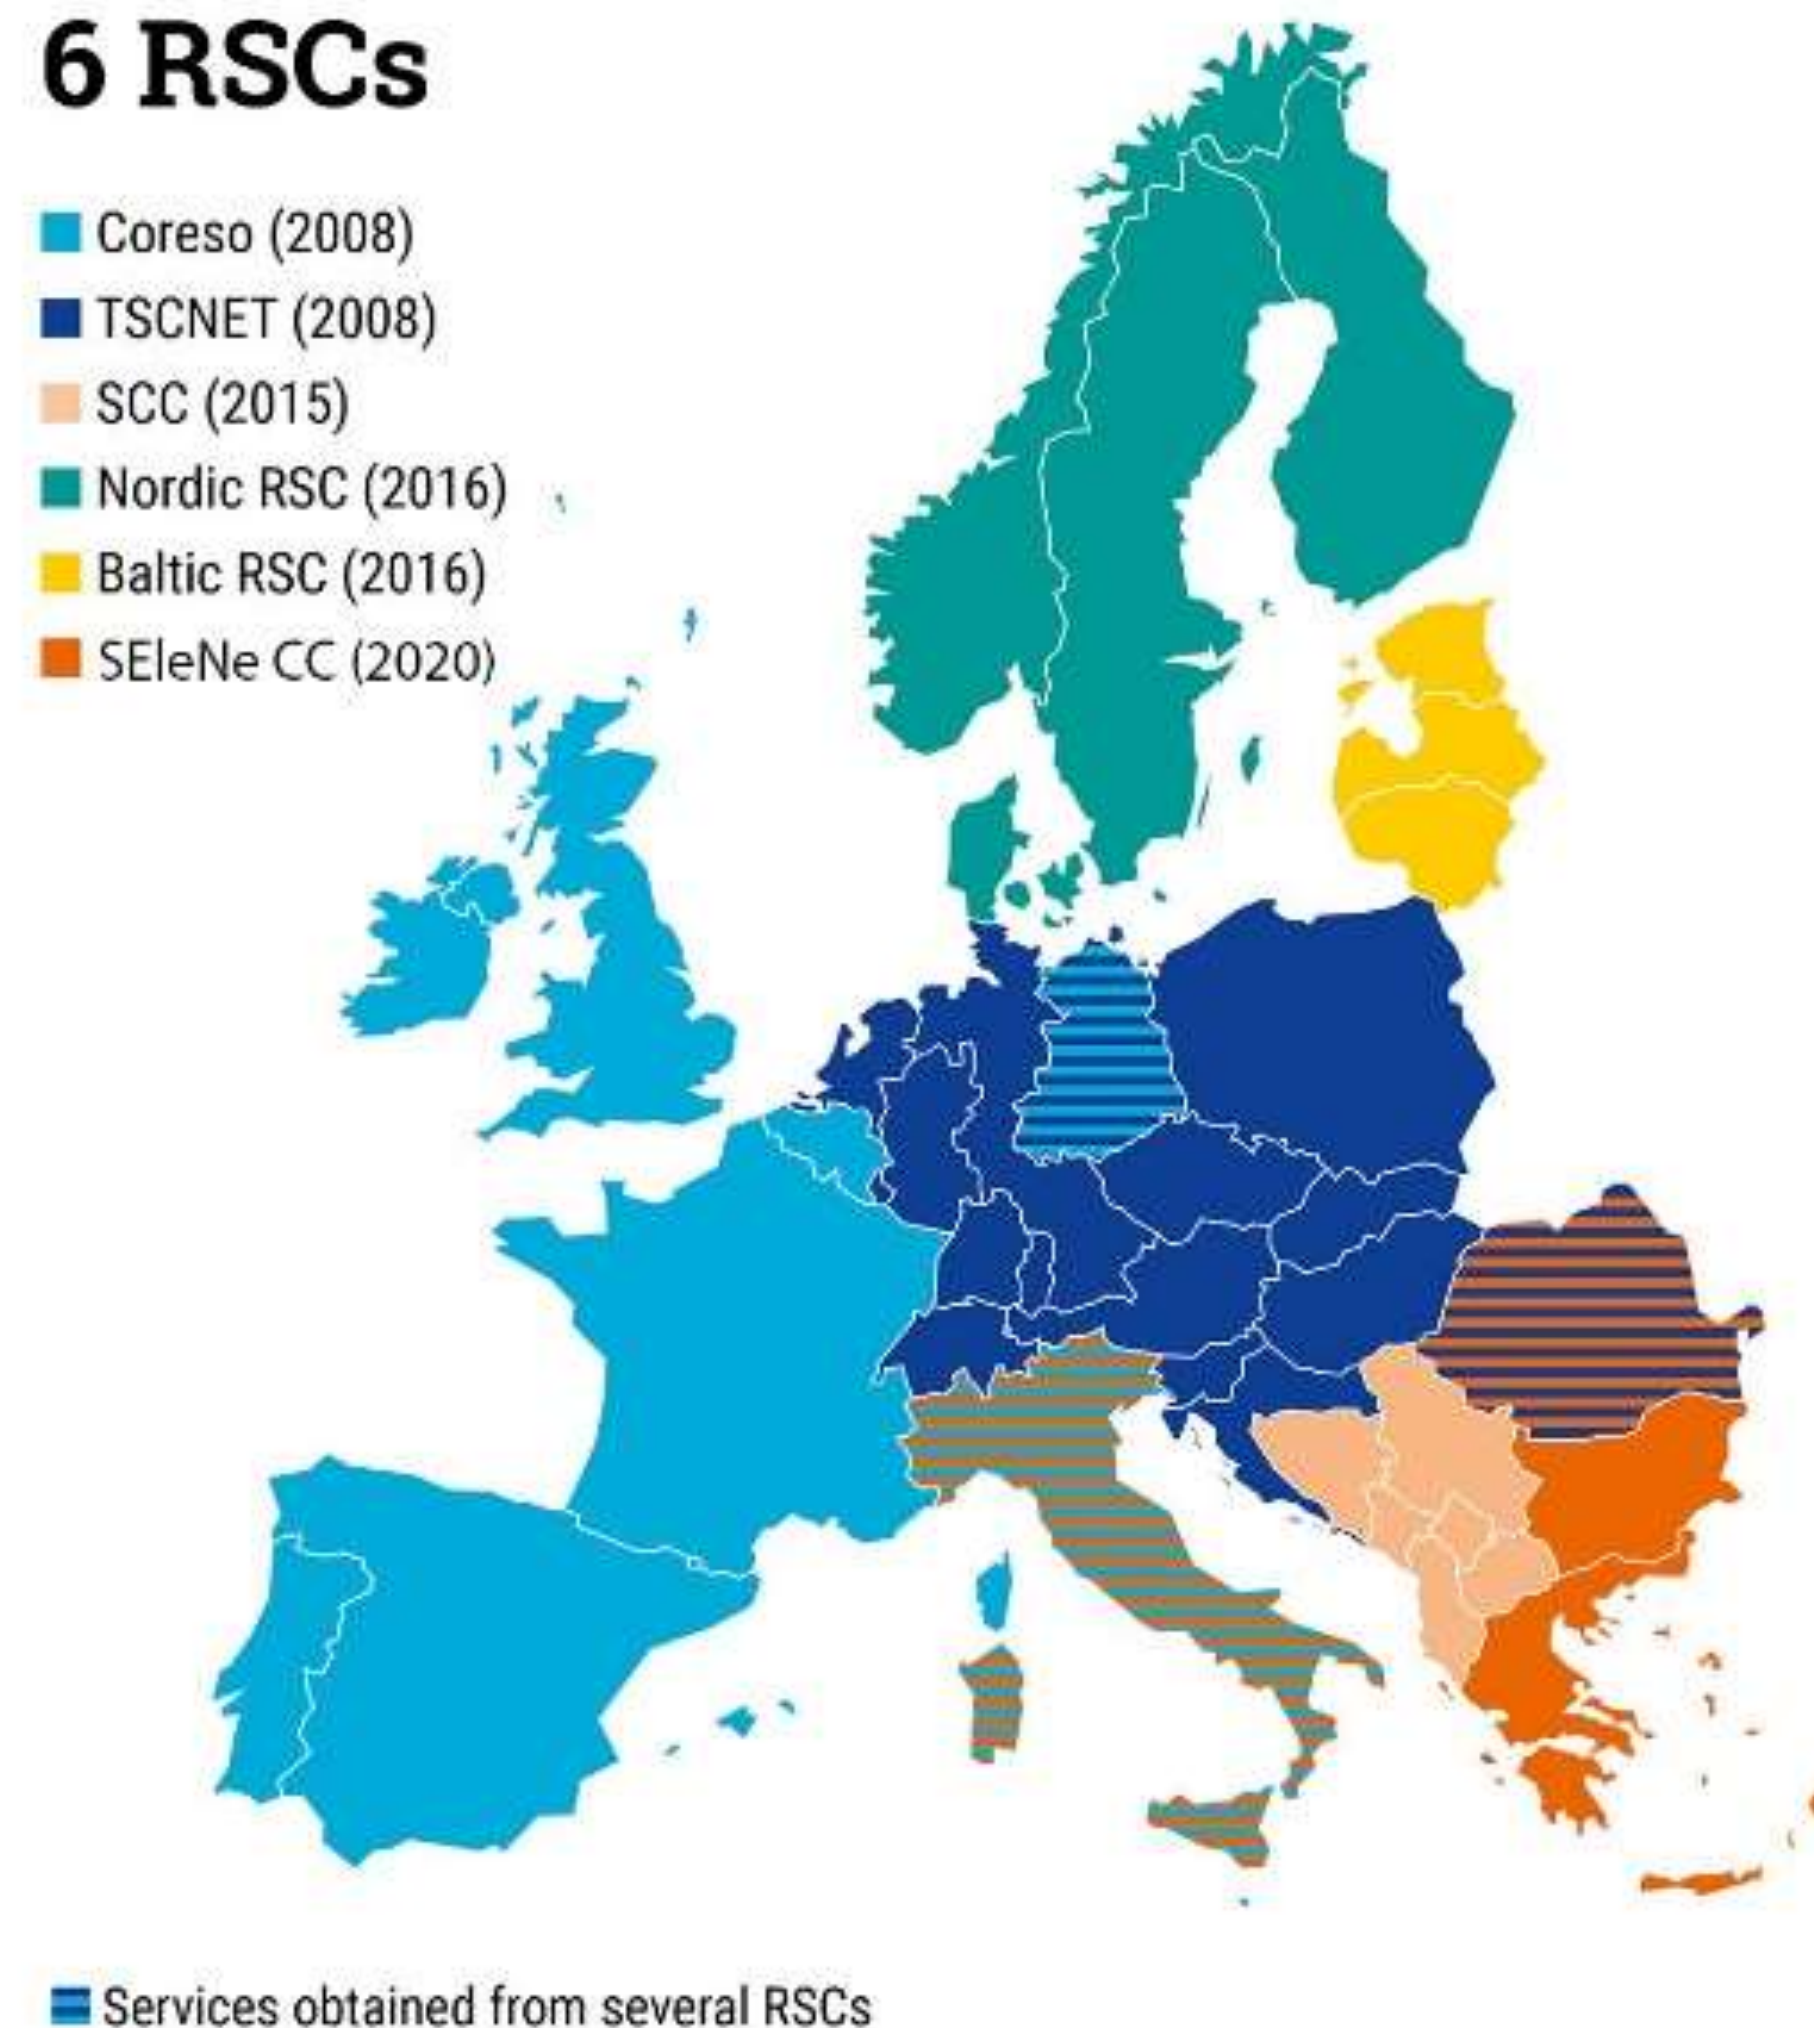 6 RSCs
Coreso (2008)
TSCNET (2008)
SCC (2015)
Nordic RSC (2016)
Baltic RSC (2016)
SEleNe CC (2020)
Services obtained from several RSCs